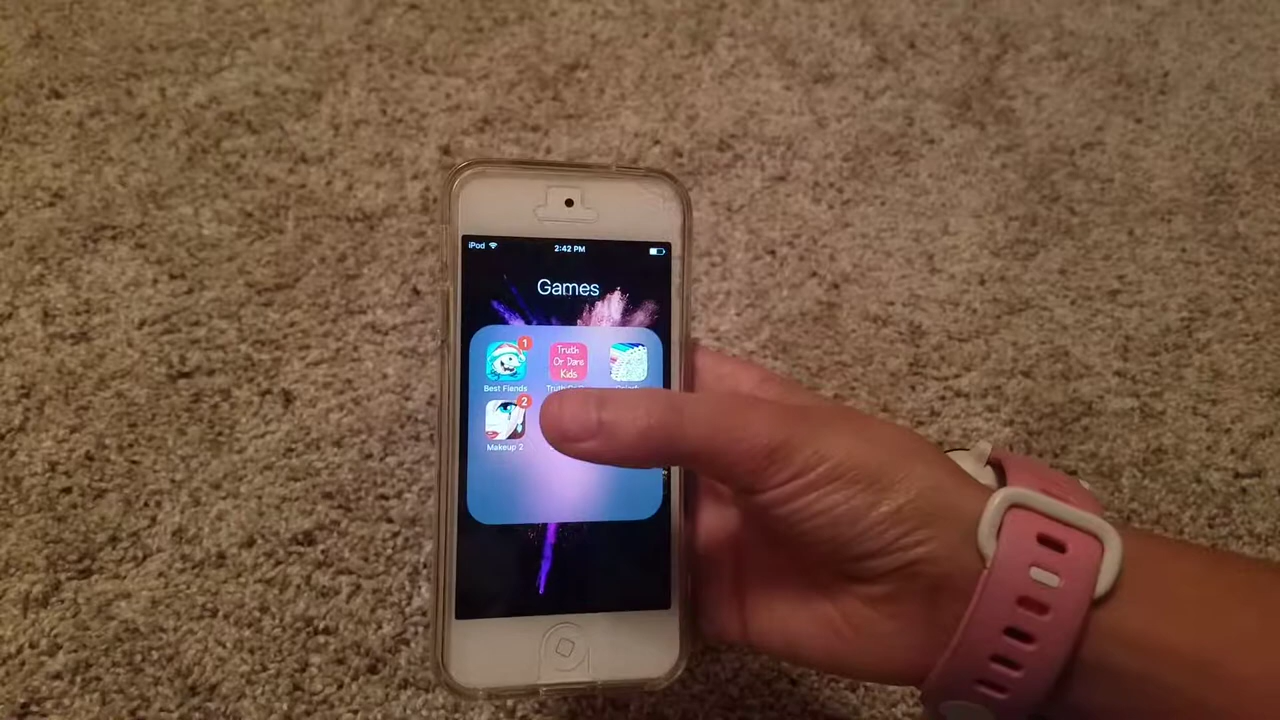 iPod 2:42 PM
Games
1
Truth
Or Dare
Kids
Best Fiends
2
Makeup 2